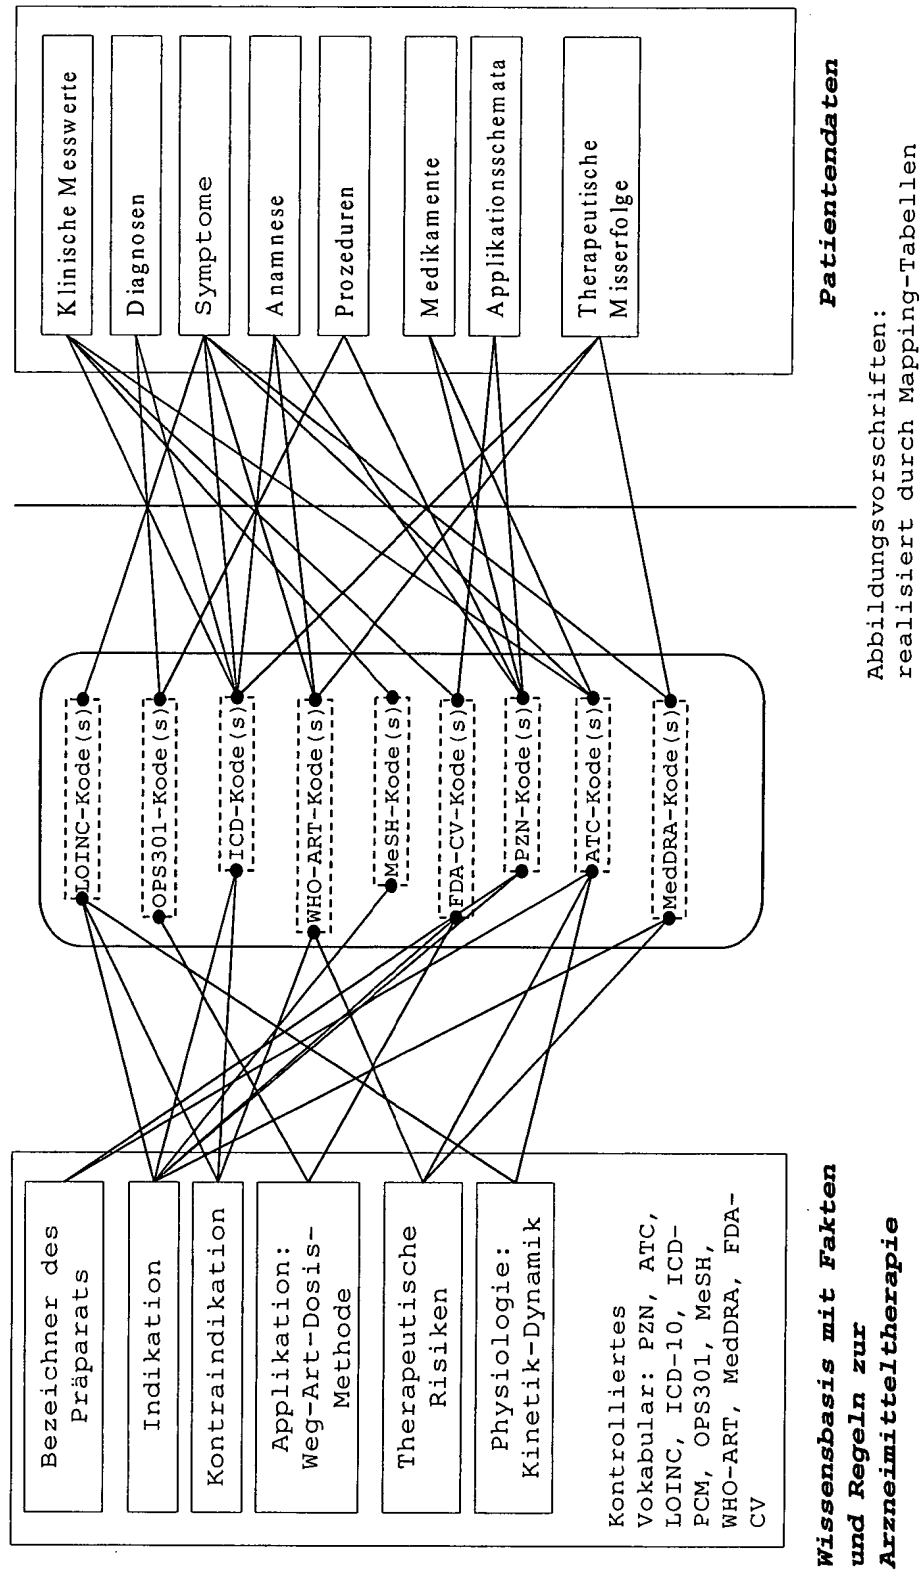 Bezeichner des
Präparats
Indikation
Kontraindikation
Applikation:
Weg-Art-Dosis-
Methode
Therapeutische
Risiken
Physiologie:
Kinetik-Dynamik
Kontrolliertes
Vokabular: PZN, ATC,
LOINC, ICD-10, ICD-
PCM, OPS301, MeSH,
WHO-ART, MedDRA, FDA-
CV
Wissensbasis mit Fakten
und Regeln zur
Arzneimitteltherapie
LOINC-Kode(s)
OPS301-Kode(s)
ICD-Kode(s)
WHO-ART-Kode(s)
MeSH-Kode(s)
FDA-CV-Kode(s)
PZN-Kode(s)
ATC-Kode(s)
MedDRA-Kode(s)
Klinische Messwerte
Diagnosen
Symptome
Anamnese
Prozeduren
Medikamente
Applikationsschemata
Therapeutische
Misserfolge
Patientendaten
Abbildungsvorschriften:
realisiert durch Mapping-Tabellen